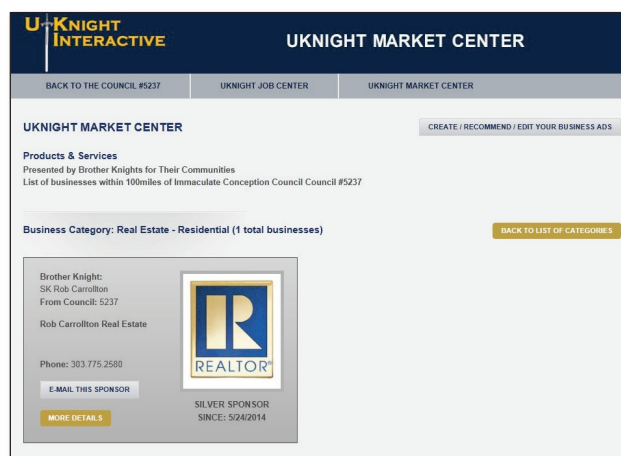 U KNIGHT
INTERACTIVE
UKNIGHT MARKET CENTER
BACK TO THE COUNCIL #5237
UKNIGHT JOB CENTER
UKNIGHT MARKET CENTER
UKNIGHT MARKET CENTER
CREATE / RECOMMEND / EDIT YOUR BUSINESS ADS
Products & Services
Presented by Brother Knights for Their Communities
List of businesses within 100miles of Immaculate Conception Council Council #5237
Business Category: Real Estate - Residential (1 total businesses)
BACK TO LIST OF CATEGORIES
Brother Knight:
SK Rob Carrollton
From Council: 5237
Rob Carrollton Real Estate
Phone: 303.775.2580
E-MAIL THIS SPONSOR
MORE DETAILS
R
REALTOR®
SILVER SPONSOR
SINCE: 5/24/2014